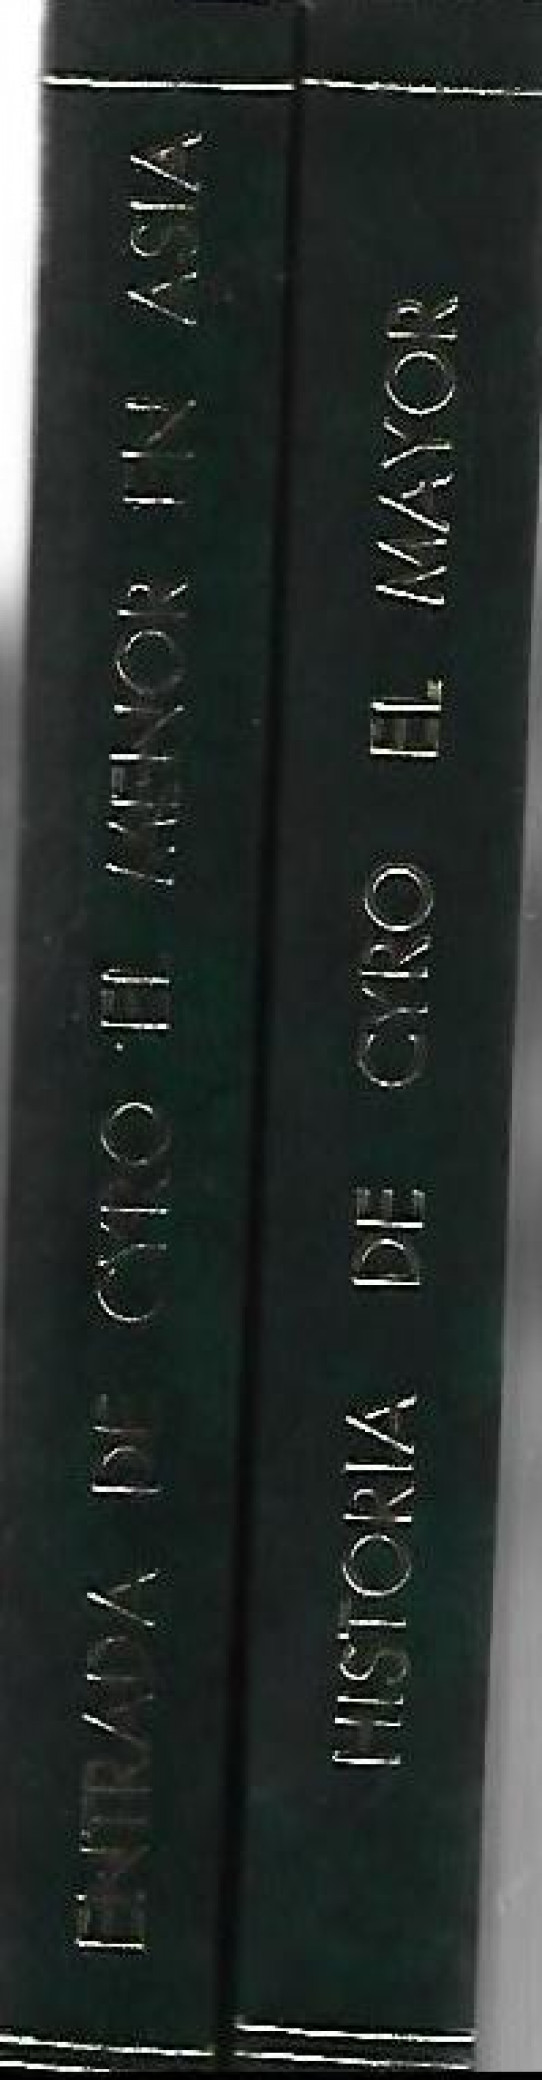 ENTRADA DE CYRO EL MENOR EN ASIA
HISTORIA DE CYRO EL MAYOR